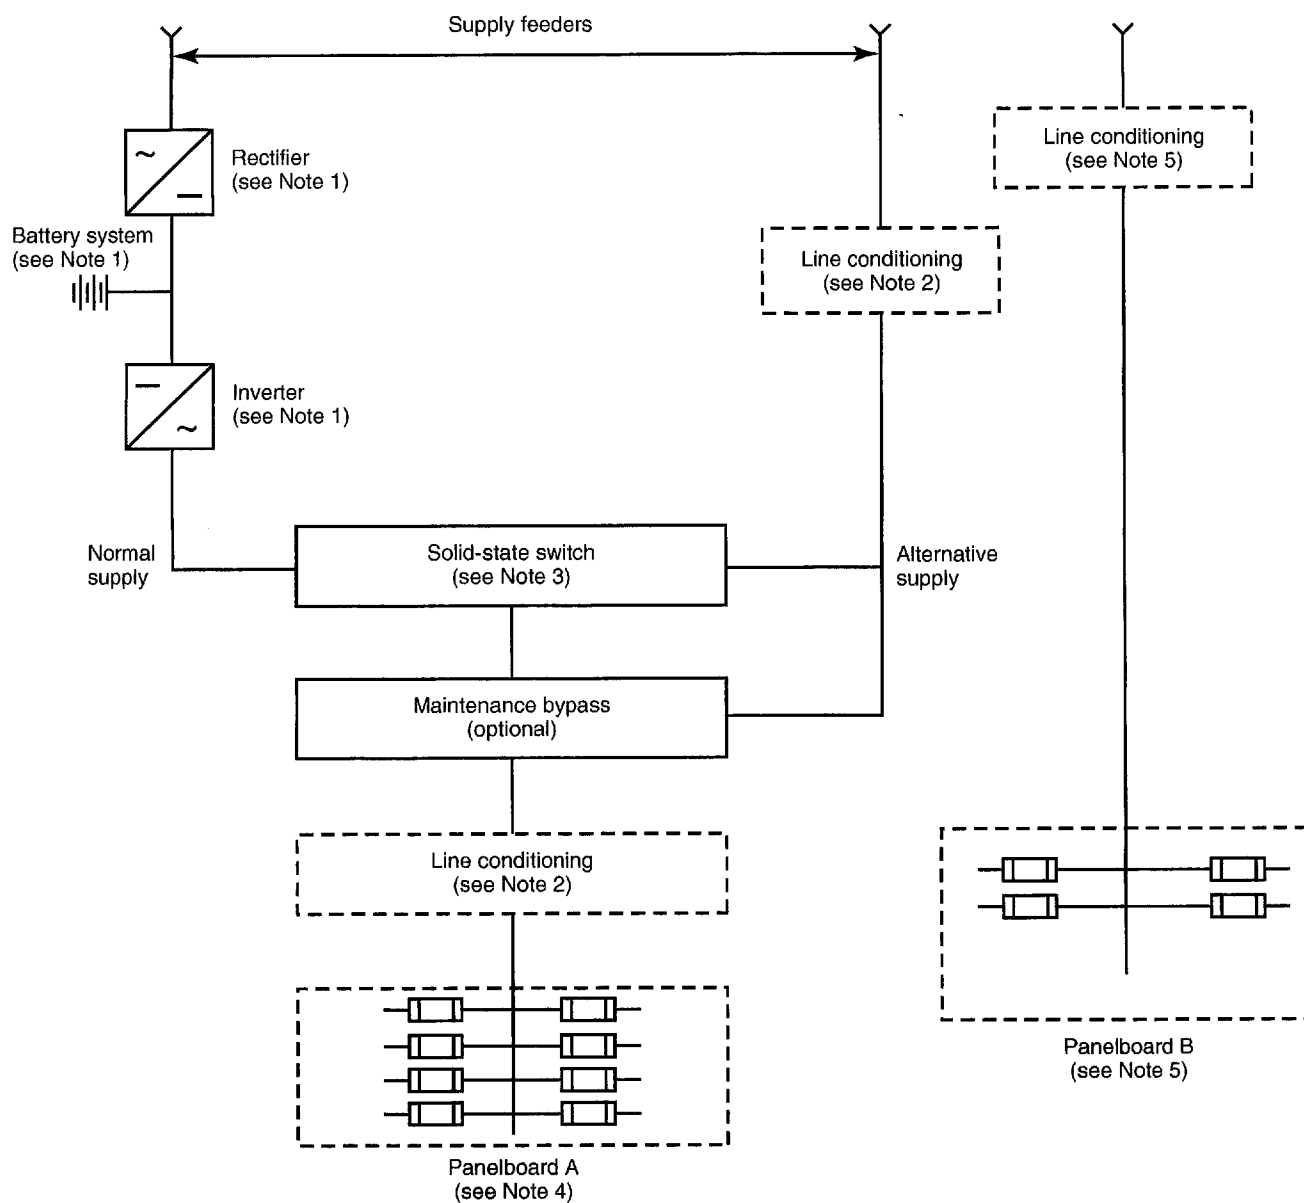 Supply feeders
Line conditioning
(see Note 5)
Rectifier
(see Note 1)
Battery system
(see Note 1)
Line conditioning
(see Note 2)
Inverter
(see Note 1)
Normal
supply
Solid-state switch
(see Note 3)
Alternative
supply
Maintenance bypass
(optional)
Line conditioning
(see Note 2)
Panelboard B
(see Note 5)
Panelboard A
(see Note 4)